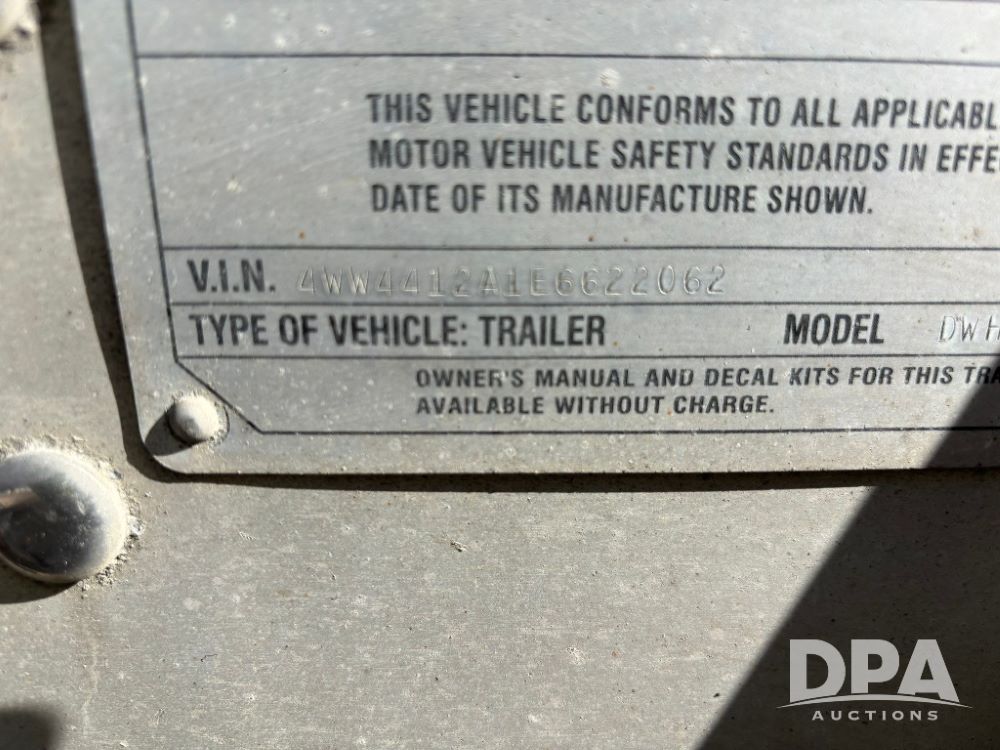 THIS VEHICLE CONFORMS TO ALL APPLICABL
MOTOR VEHICLE SAFETY STANDARDS IN EFFE
DATE OF ITS MANUFACTURE SHOWN.
V.I.N. 4WW4412A1E6622062
TYPE OF VEHICLE: TRAILER MODEL DWH
OWNER'S MANUAL AND DECAL KITS FOR THIS TRA
AVAILABLE WITHOUT CHARGE.
DPA
AUCTIONS